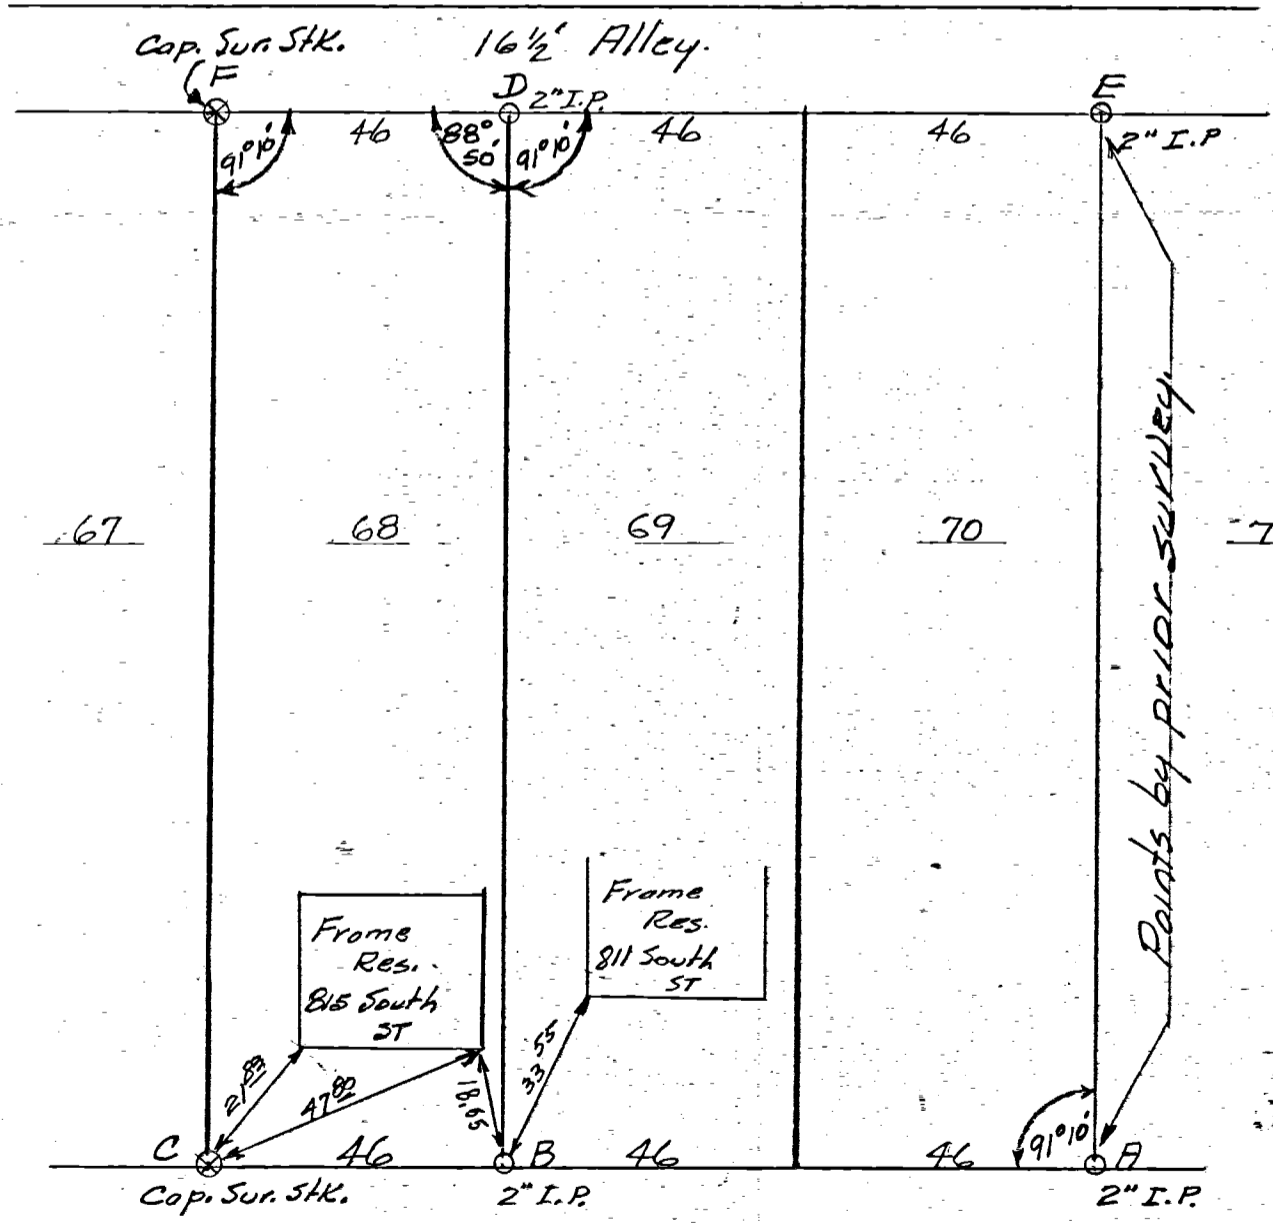 Cap. Sur. Stk. 16½' Alley.
F D 2" I.P. E
46 46 46
91°10' 88° 50' 91°10' 2" I.P
67 68 69 70 7
Points by prior survey.
Frame
Res.
815 South
ST
Frame
Res.
811 South
ST
21 83
47 80
18.65
33 55
91°10'
C 46 B 46 46 A
Cap. Sur. Stk. 2" I.P. 2" I.P.